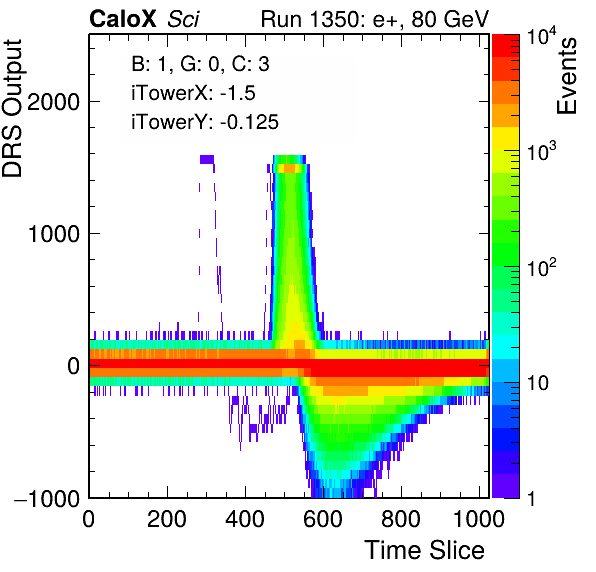 CaloX Sci Run 1350: e+, 80 GeV
B: 1, G: 0, C: 3
iTowerX: -1.5
iTowerY: -0.125
DRS Output
2000
1000
0
−1000
0 200 400 600 800 1000
Time Slice
Events
10⁴
10³
10²
10
1